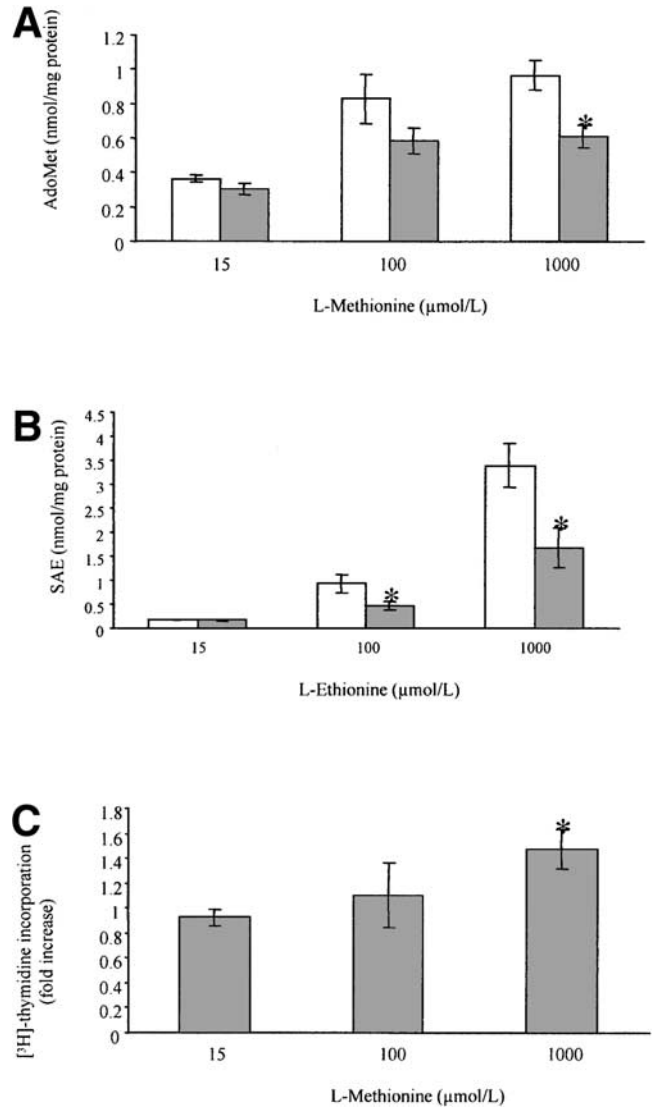 A
AdoMet (nmol/mg protein)
1.2
1
0.8
0.6
0.4
0.2
0
*
15 100 1000
L-Methionine (μmol/L)
B
SAE (nmol/mg protein)
4.5
4
3.5
3
2.5
2
1.5
1
0.5
0
* *
15 100 1000
L-Ethionine (μmol/L)
C
[³H]-thymidine incorporation
(fold increase)
1.8
1.6
1.4
1.2
1
0.8
0.6
0.4
0.2
0
*
15 100 1000
L-Methionine (μmol/L)